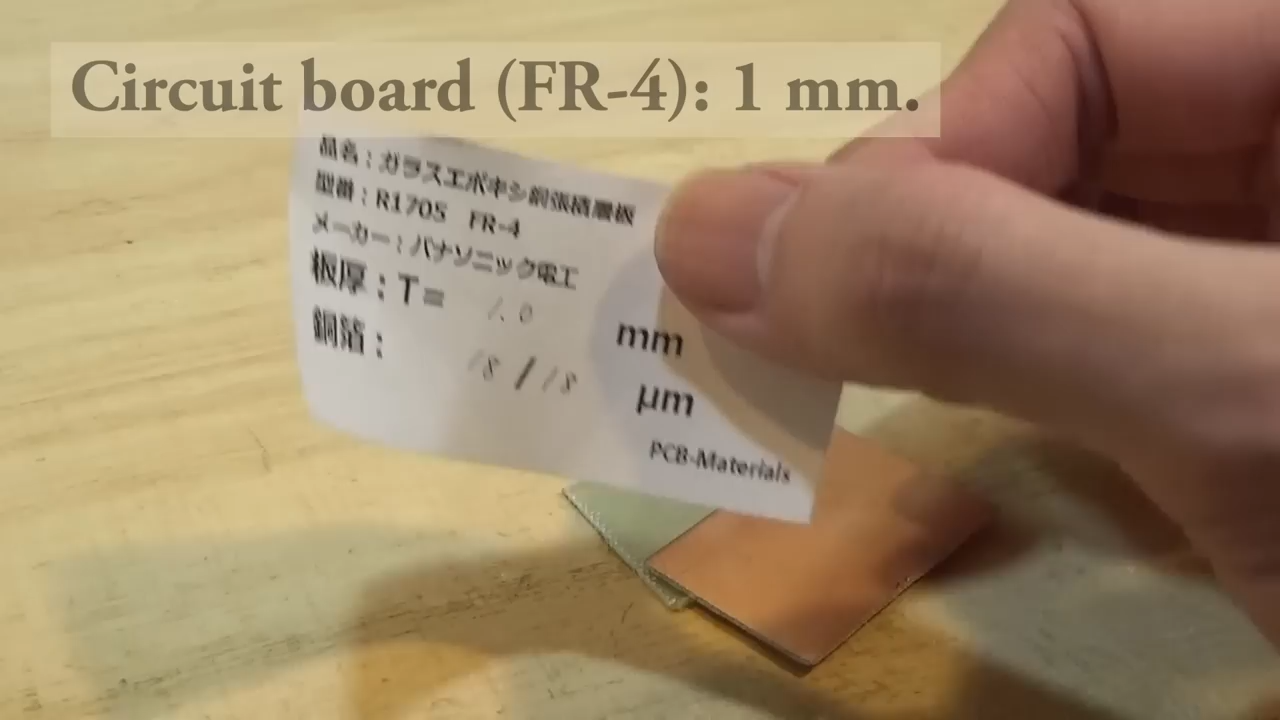 Circuit board (FR-4): 1 mm.
品名：ガラスエポキシ銅張積層板
型番：R1705 FR-4
メーカー：パナソニック電工
板厚：T= 1.0 mm
銅箔： 18/18 μm
PCB-Materials